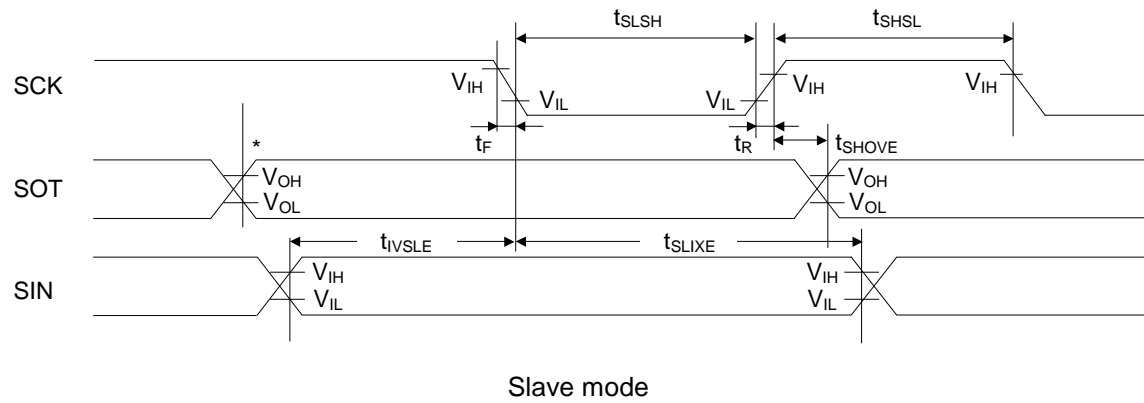 tSLSH
tSHSL
SCK
VIH
VIL
VIL
VIH
VIH
tF
tR
tSHOVE
*
SOT
VOH
VOL
VOH
VOL
tIVSLE
tSLIXE
SIN
VIH
VIL
VIH
VIL
Slave mode